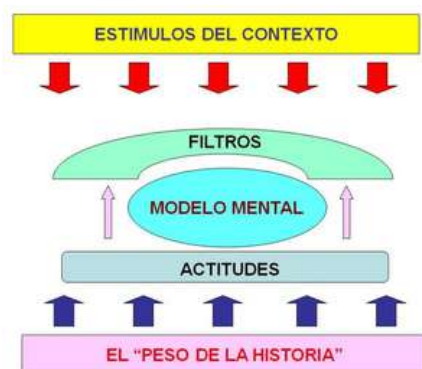 ESTIMULOS DEL CONTEXTO
FILTROS
MODELO MENTAL
ACTITUDES
EL “PESO DE LA HISTORIA”